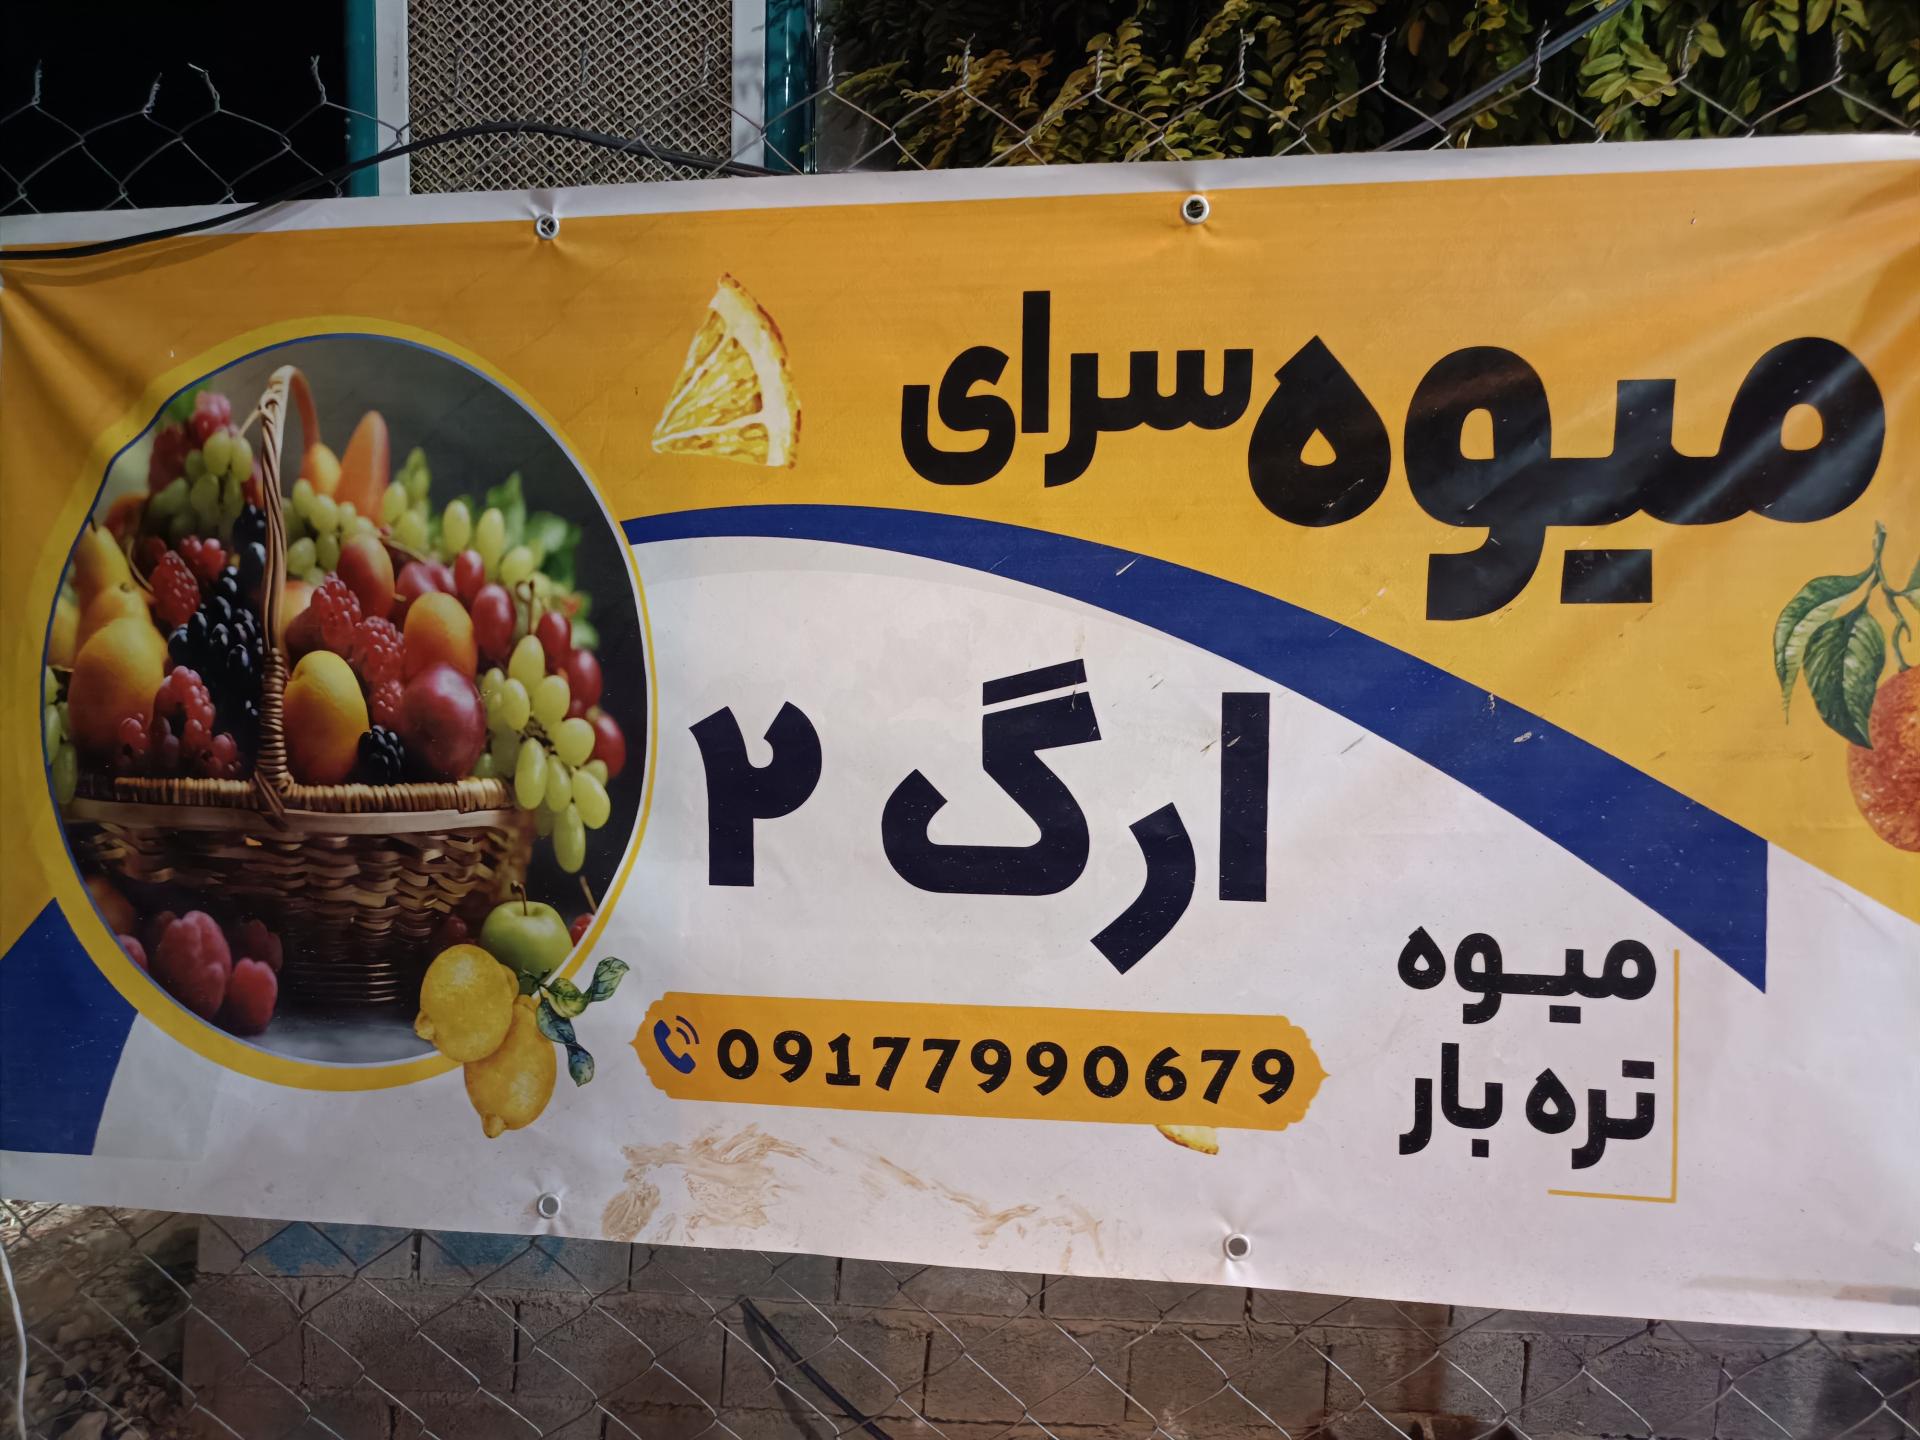 میوه سرای
ارگ ۲
میوه
تره بار
09177990679